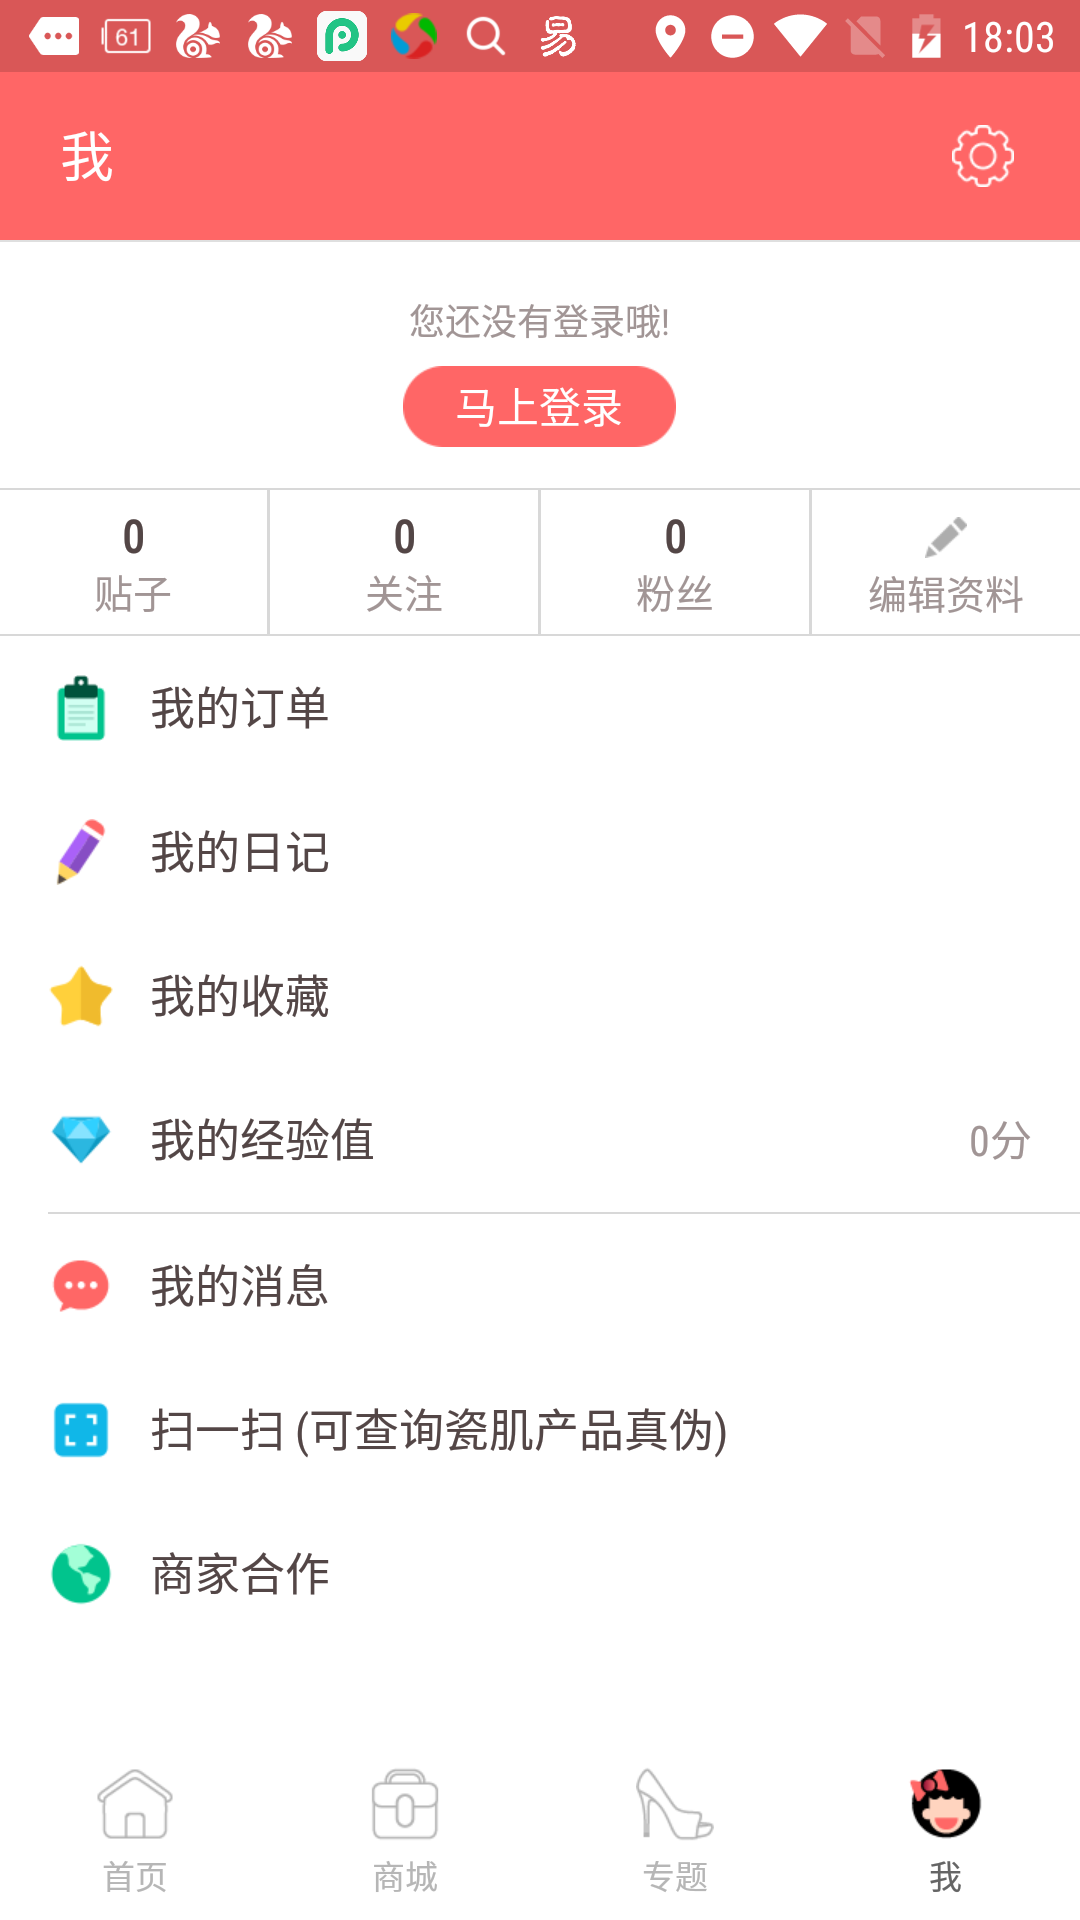 61
易
18:03
我
您还没有登录哦!
马上登录
0
贴子
0
关注
0
粉丝
编辑资料
我的订单
我的日记
我的收藏
我的经验值
0分
我的消息
扫一扫 (可查询瓷肌产品真伪)
商家合作
首页
商城
专题
我